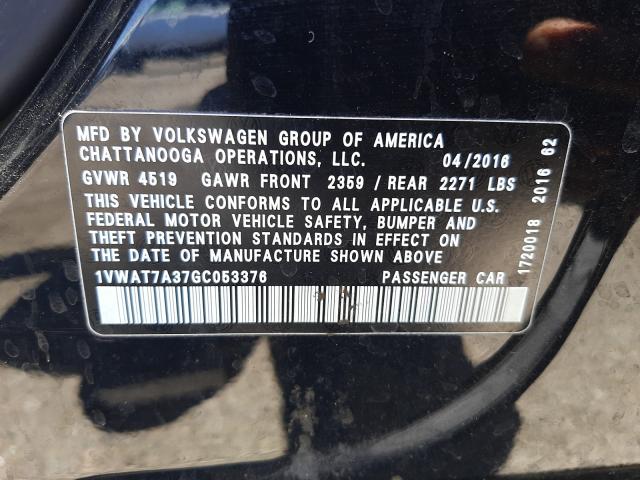 MFD BY VOLKSWAGEN GROUP OF AMERICA
CHATTANOOGA OPERATIONS, LLC. 04/2016
GVWR 4519 GAWR FRONT 2359 / REAR 2271 LBS
THIS VEHICLE CONFORMS TO ALL APPLICABLE U.S.
FEDERAL MOTOR VEHICLE SAFETY, BUMPER AND
THEFT PREVENTION STANDARDS IN EFFECT ON
THE DATE OF MANUFACTURE SHOWN ABOVE
1VWAT7A37GC053376 PASSENGER CAR
1720018 2016 62